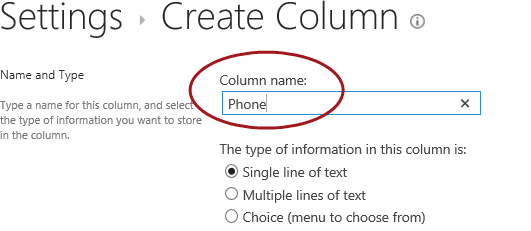 Settings › Create Column
Name and Type
Type a name for this column, and select
the type of information you want to store
in the column.
Column name:
Phone
The type of information in this column is:
Single line of text
Multiple lines of text
Choice (menu to choose from)